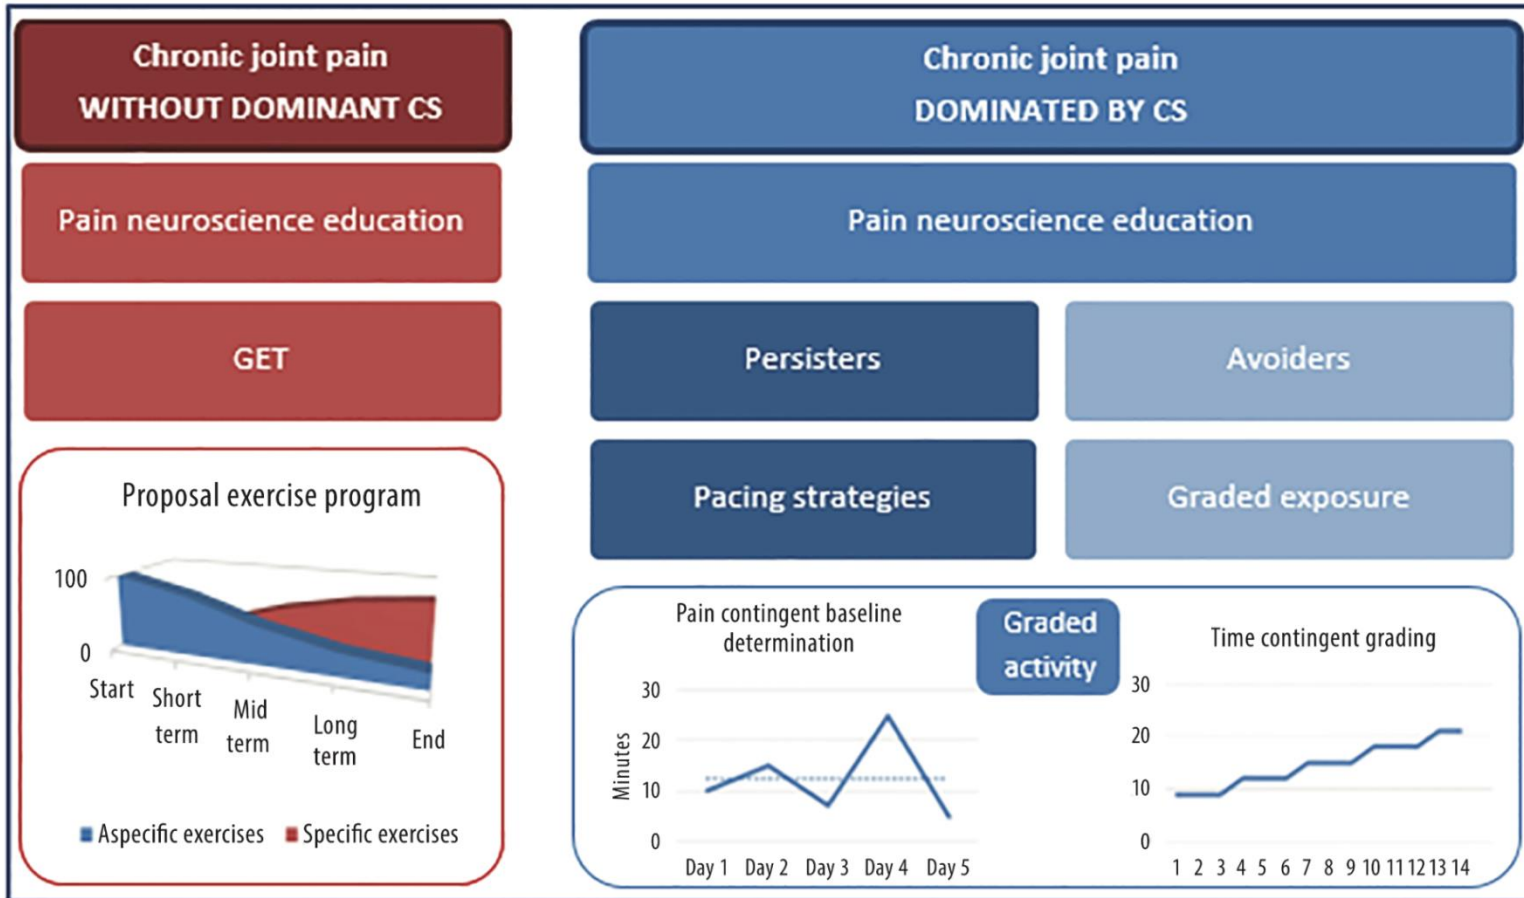 Chronic joint pain
WITHOUT DOMINANT CS
Pain neuroscience education
GET
Proposal exercise program
100
0
Start
Short
term
Mid
term
Long
term
End
Aspecific exercises
Specific exercises
Chronic joint pain
DOMINATED BY CS
Pain neuroscience education
Persisters
Avoiders
Pacing strategies
Graded exposure
Pain contingent baseline
determination
Graded
activity
Time contingent grading
Minutes
30
20
10
0
Day 1 Day 2 Day 3 Day 4 Day 5
30
20
10
0
1 2 3 4 5 6 7 8 9 10 11 12 13 14